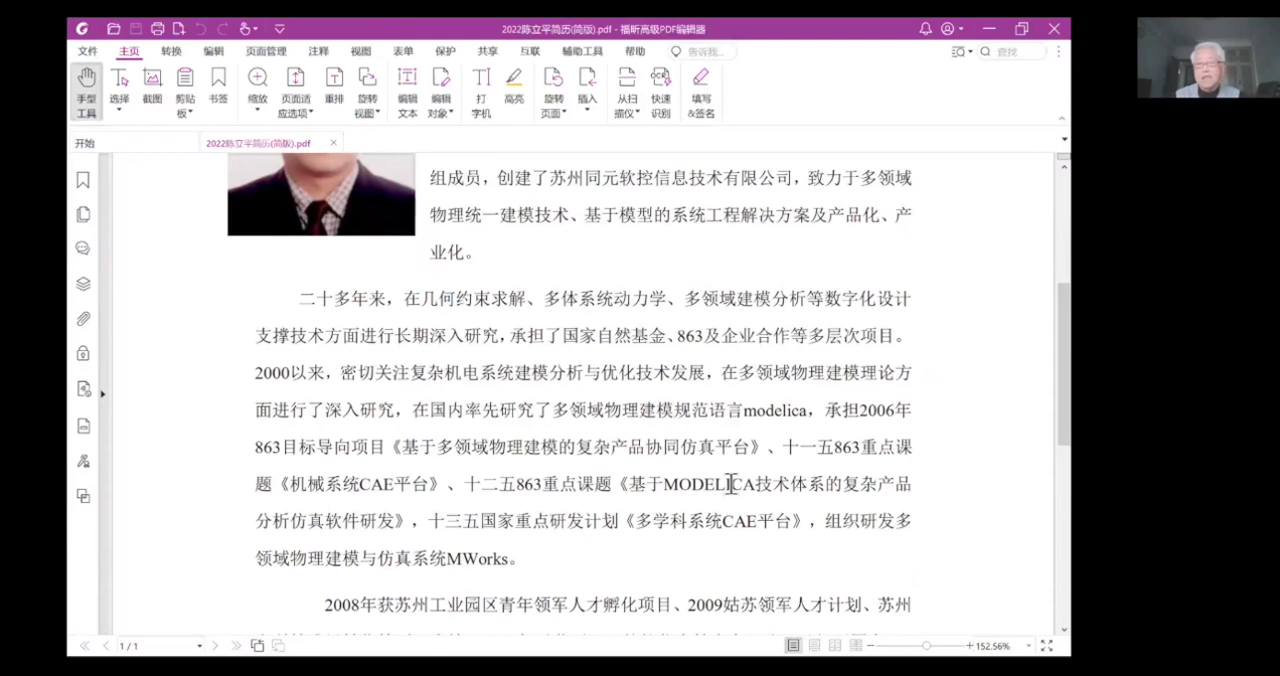 2022陈立平简历(简版).pdf - 福昕高级PDF编辑器
文件 主页 转换 编辑 页面管理 注释 视图 表单 保护 共享 互联 辅助工具 帮助 告诉我... 查找
手型工具 选择 截图 剪贴板 书签 缩放 页面适应选项 重排 旋转视图 编辑文本 编辑对象 打字机 高亮 旋转页面 插入 从扫描仪 快速识别 填写&签名
开始 2022陈立平简历(简版).pdf
组成员，创建了苏州同元软控信息技术有限公司，致力于多领域
物理统一建模技术、基于模型的系统工程解决方案及产品化、产
业化。
二十多年来，在几何约束求解、多体系统动力学、多领域建模分析等数字化设计
支撑技术方面进行长期深入研究，承担了国家自然基金、863及企业合作等多层次项目。
2000以来，密切关注复杂机电系统建模分析与优化技术发展，在多领域物理建模理论方
面进行了深入研究，在国内率先研究了多领域物理建模规范语言modelica，承担2006年
863目标导向项目《基于多领域物理建模的复杂产品协同仿真平台》、十一五863重点课
题《机械系统CAE平台》、十二五863重点课题《基于MODELICA技术体系的复杂产品
分析仿真软件研发》，十三五国家重点研发计划《多学科系统CAE平台》，组织研发多
领域物理建模与仿真系统MWorks。
2008年获苏州工业园区青年领军人才孵化项目、2009姑苏领军人才计划、苏州
1 / 1 152.56%